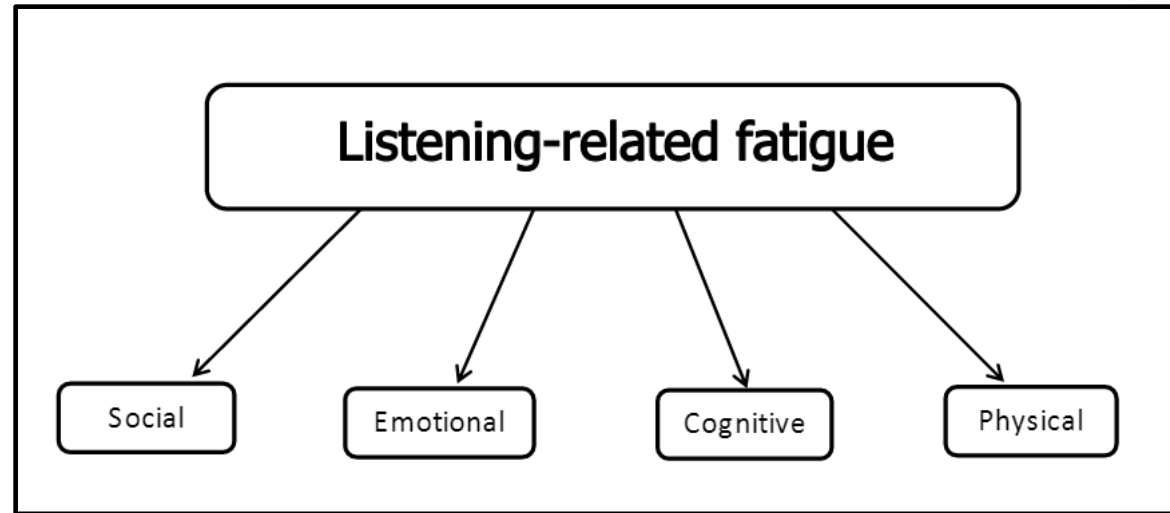 Listening-related fatigue
Social
Emotional
Cognitive
Physical